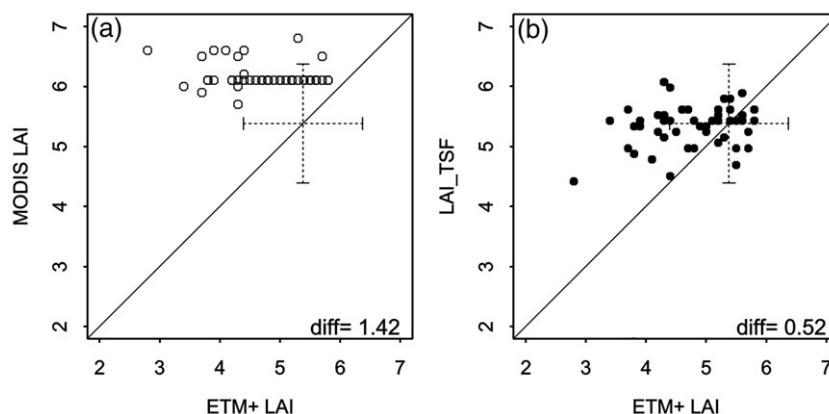 (a)
7
6
5
4
3
2
MODIS LAI
diff= 1.42
2 3 4 5 6 7
ETM+ LAI
(b)
7
6
5
4
3
2
LAI_TSF
diff= 0.52
2 3 4 5 6 7
ETM+ LAI